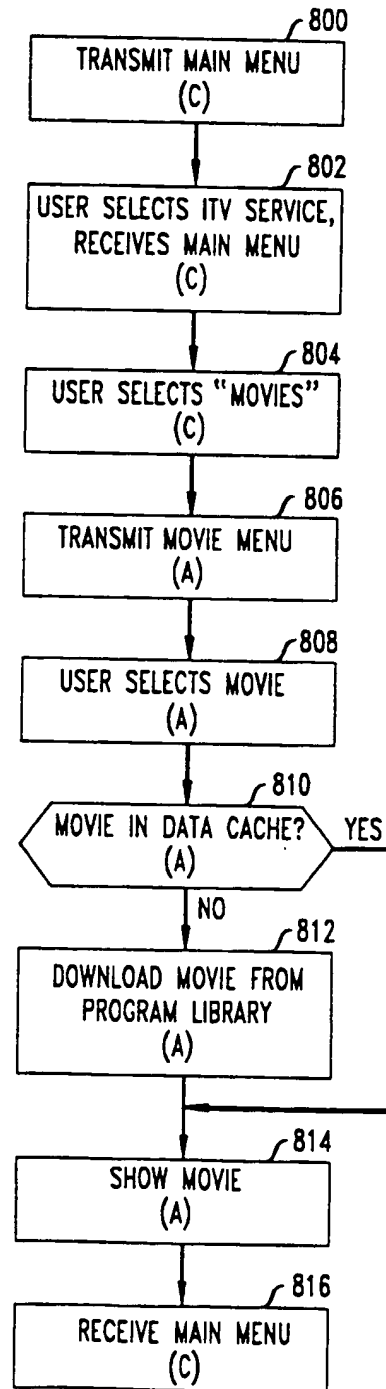 800
TRANSMIT MAIN MENU
(C)
802
USER SELECTS ITV SERVICE,
RECEIVES MAIN MENU
(C)
804
USER SELECTS "MOVIES"
(C)
806
TRANSMIT MOVIE MENU
(A)
808
USER SELECTS MOVIE
(A)
810
MOVIE IN DATA CACHE?
(A)
YES
NO
812
DOWNLOAD MOVIE FROM
PROGRAM LIBRARY
(A)
814
SHOW MOVIE
(A)
816
RECEIVE MAIN MENU
(C)